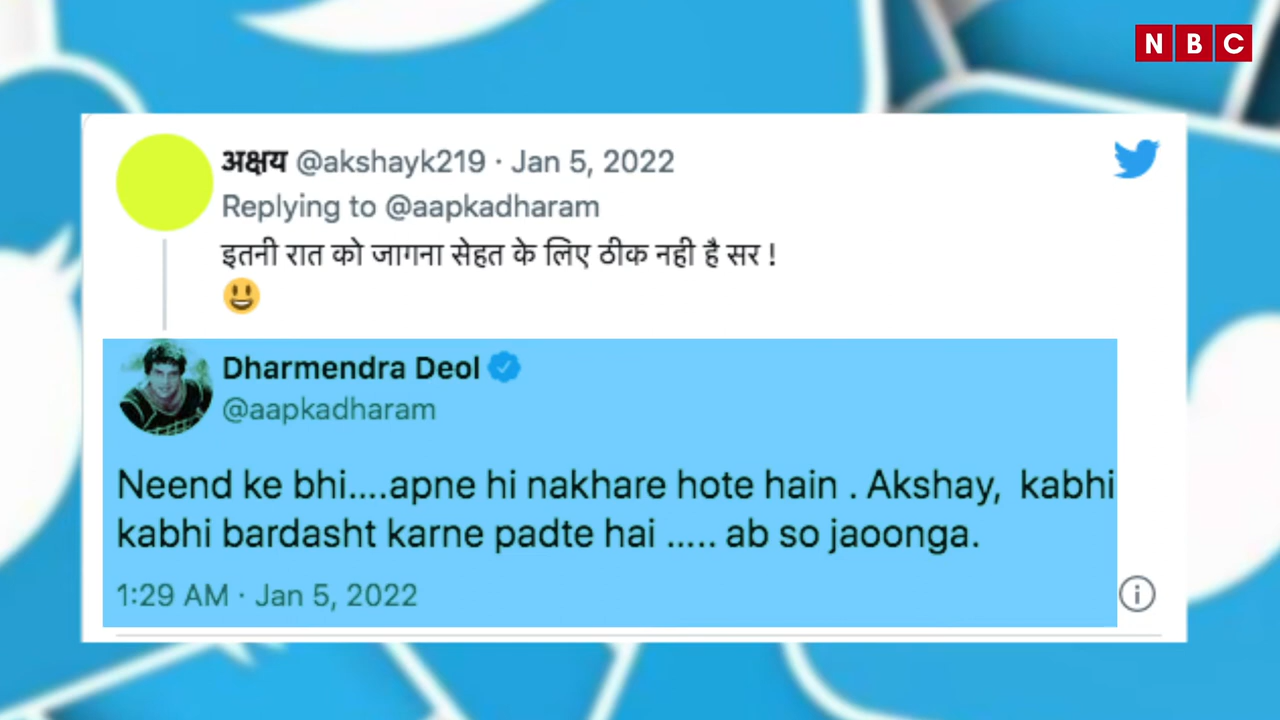 NBC
अक्षय @akshayk219 · Jan 5, 2022
Replying to @aapkadharam
इतनी रात को जागना सेहत के लिए ठीक नही है सर !
😃
Dharmendra Deol
@aapkadharam
Neend ke bhi....apne hi nakhare hote hain . Akshay, kabhi
kabhi bardasht karne padte hai ..... ab so jaoonga.
1:29 AM · Jan 5, 2022